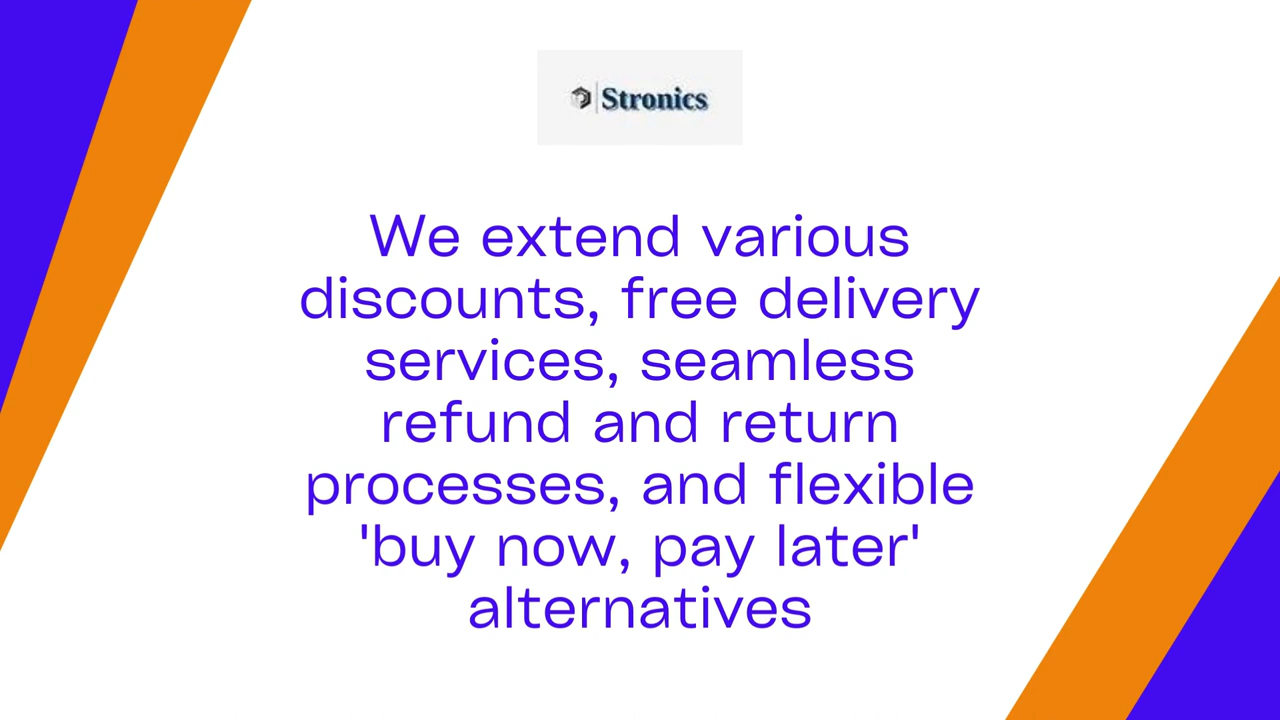 Stronics
We extend various
discounts, free delivery
services, seamless
refund and return
processes, and flexible
'buy now, pay later'
alternatives